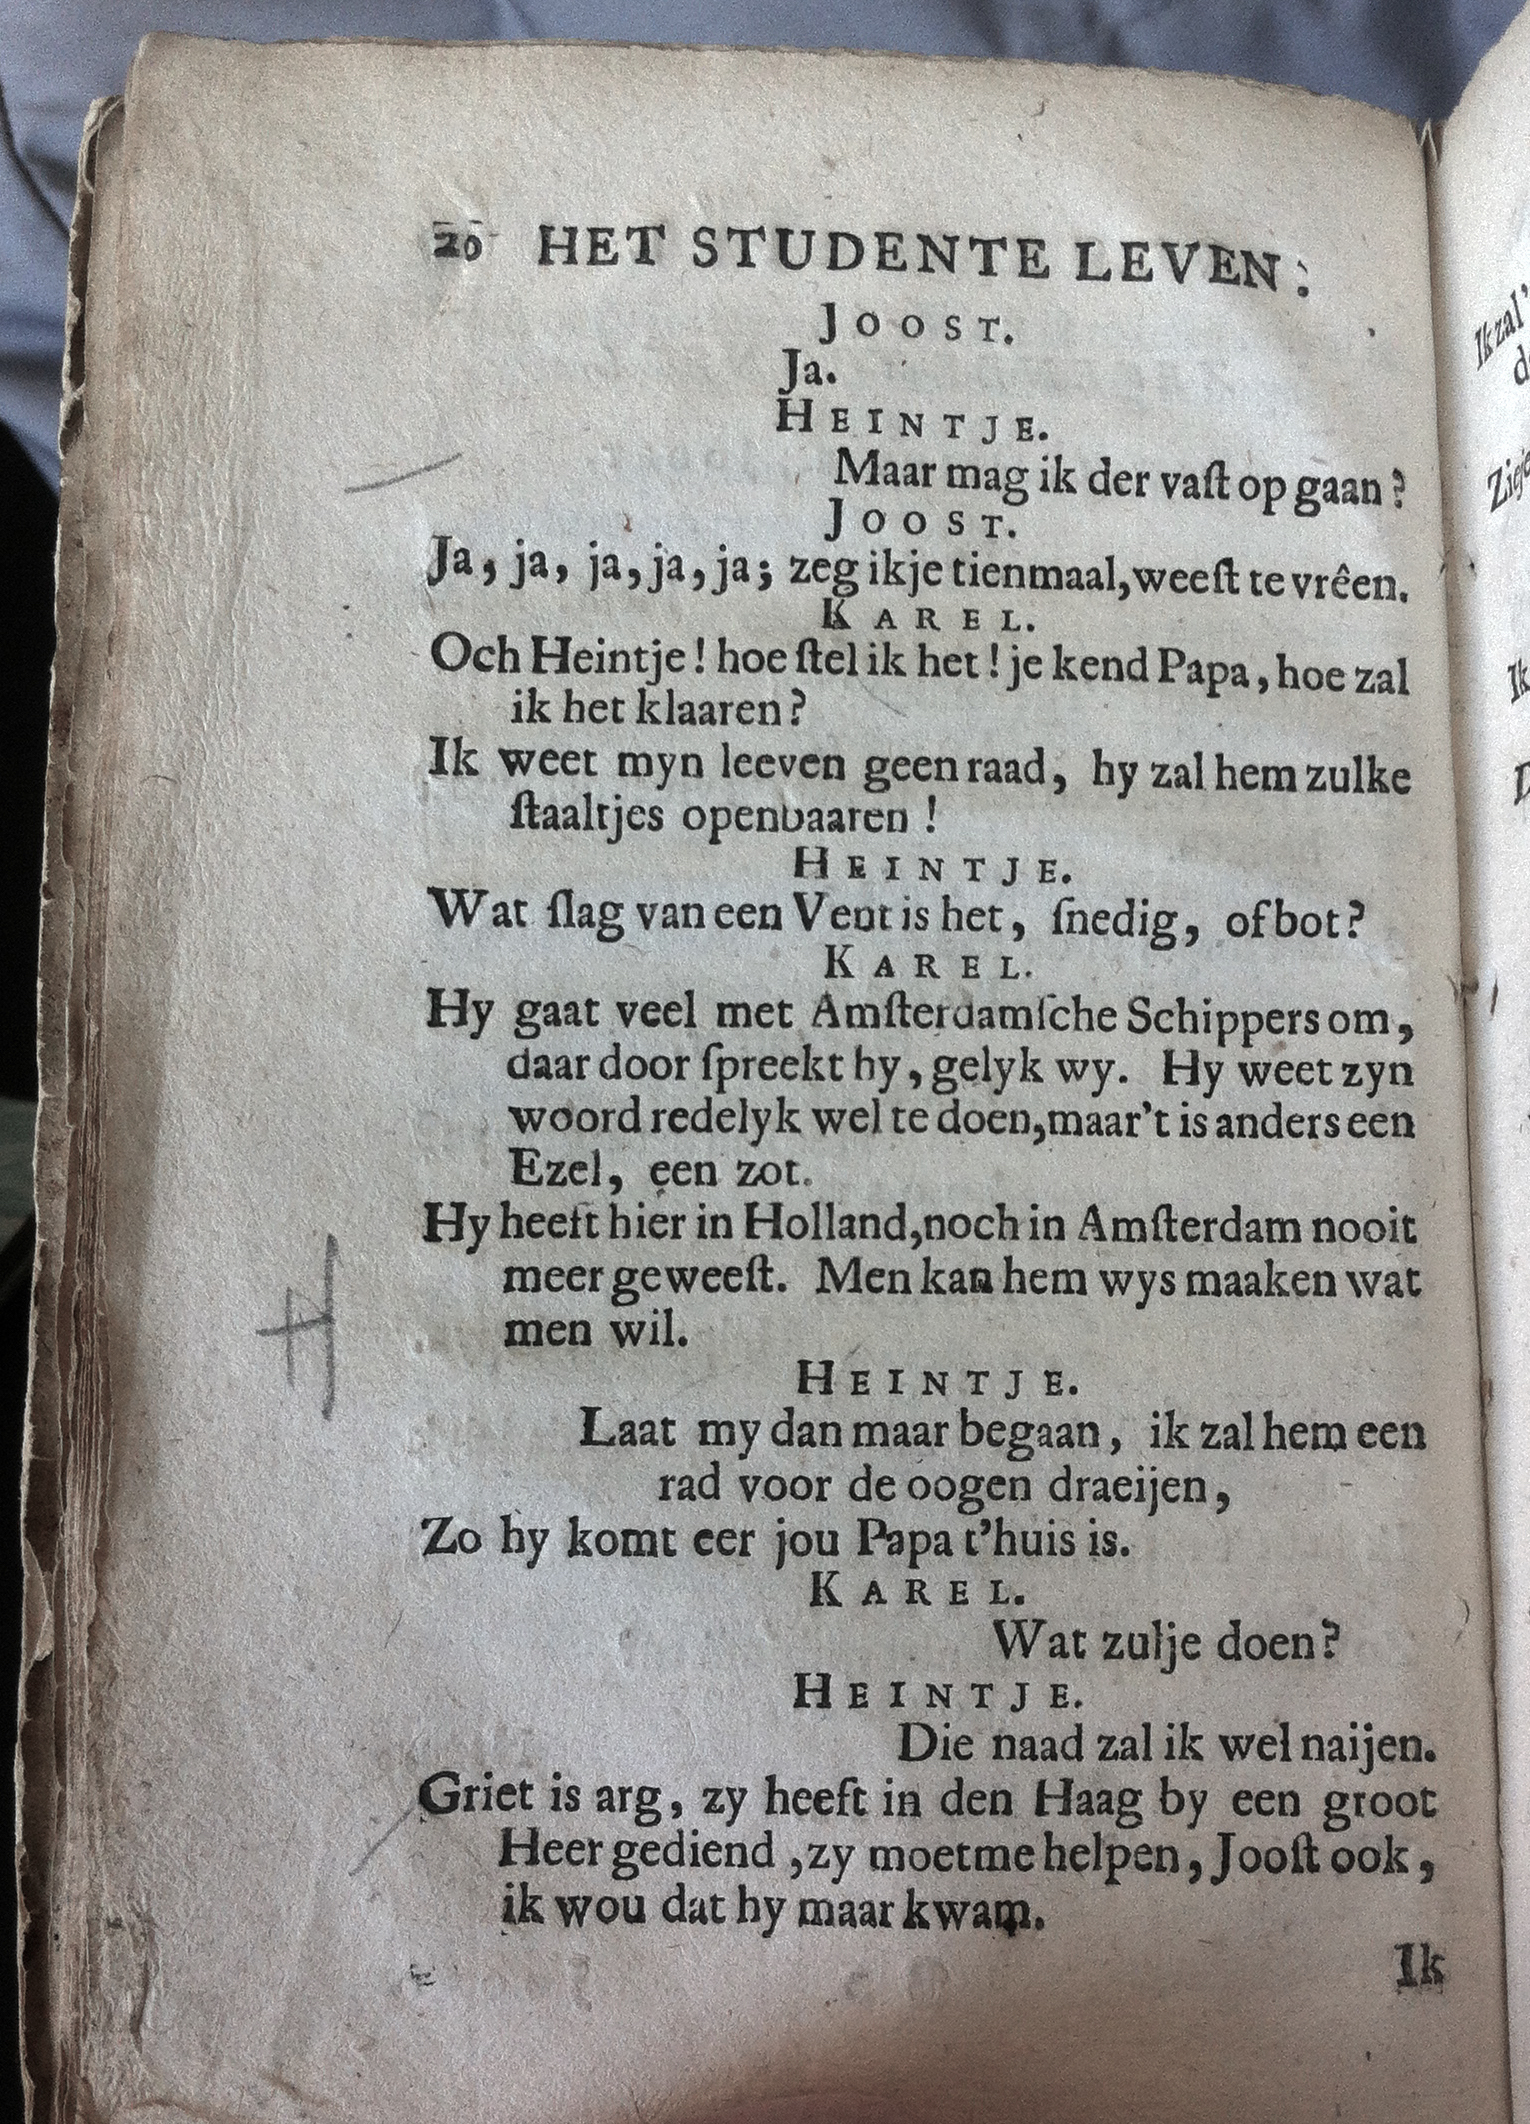 20 HET STUDENTE LEVEN:
JOOST.
Ja.
HEINTJE.
Maar mag ik der vaſt op gaan?
JOOST.
Ja, ja, ja, ja, ja; zeg ikje tienmaal, weeſt te vrêen.
KAREL.
Och Heintje! hoe ſtel ik het! je kend Papa, hoe zal
ik het klaaren?
Ik weet myn leeven geen raad, hy zal hem zulke
ſtaaltjes openbaaren!
HEINTJE.
Wat ſlag van een Vent is het, ſnedig, of bot?
KAREL.
Hy gaat veel met Amſterdamſche Schippers om,
daar door ſpreekt hy, gelyk wy. Hy weet zyn
woord redelyk wel te doen, maar't is anders een
Ezel, een zot.
Hy heeft hier in Holland, noch in Amſterdam nooit
meer geweeſt. Men kan hem wys maaken wat
men wil.
HEINTJE.
Laat my dan maar begaan, ik zal hem een
rad voor de oogen draeijen,
Zo hy komt eer jou Papa t'huis is.
KAREL.
Wat zulje doen?
HEINTJE.
Die naad zal ik wel naijen.
Griet is arg, zy heeft in den Haag by een groot
Heer gediend, zy moetme helpen, Jooſt ook,
ik wou dat hy maar kwam.
Ik
Ik zal'